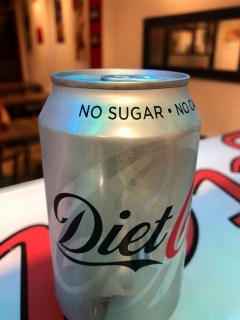 NO SUGAR • NO
Diet